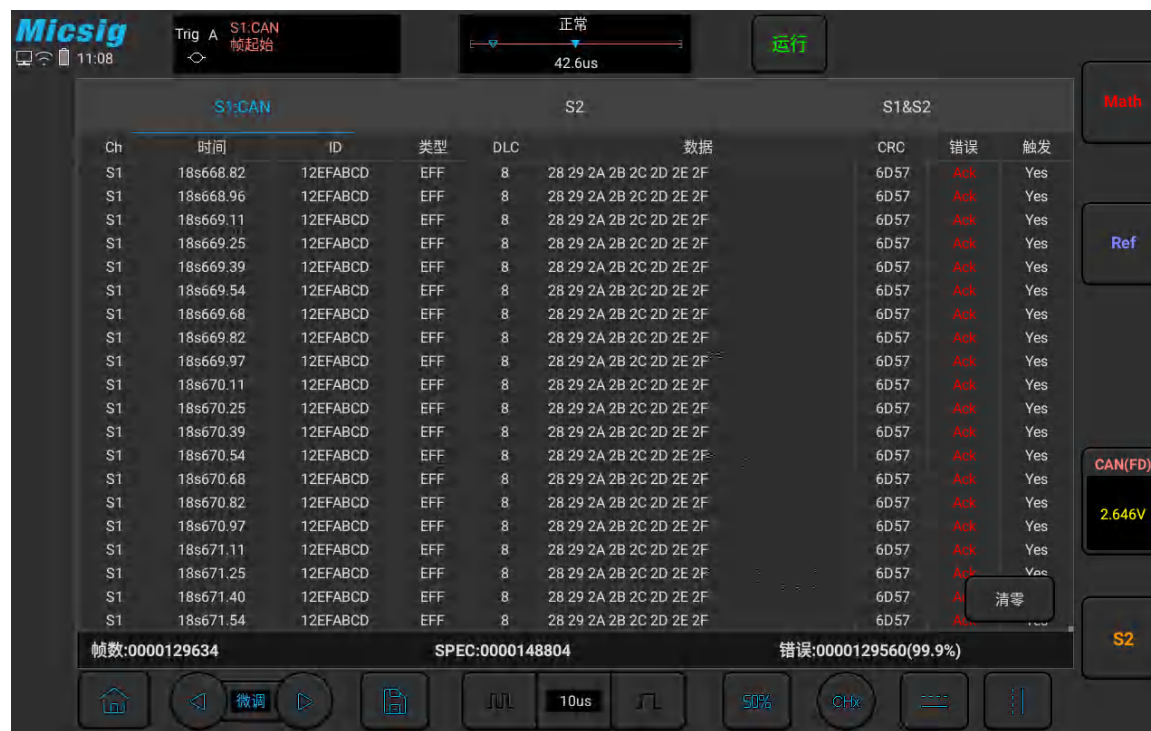 Micsig
Trig A S1:CAN
帧起始
正常
运行
11:08
42.6us
S1:CAN S2 S1&S2
Math
Ch 时间 ID 类型 DLC 数据 CRC 错误 触发
S1 18s668.82 12EFABCD EFF 8 28 29 2A 2B 2C 2D 2E 2F 6D57 Ack Yes
S1 18s668.96 12EFABCD EFF 8 28 29 2A 2B 2C 2D 2E 2F 6D57 Ack Yes
S1 18s669.11 12EFABCD EFF 8 28 29 2A 2B 2C 2D 2E 2F 6D57 Ack Yes
S1 18s669.25 12EFABCD EFF 8 28 29 2A 2B 2C 2D 2E 2F 6D57 Ack Yes
Ref
S1 18s669.39 12EFABCD EFF 8 28 29 2A 2B 2C 2D 2E 2F 6D57 Ack Yes
S1 18s669.54 12EFABCD EFF 8 28 29 2A 2B 2C 2D 2E 2F 6D57 Ack Yes
S1 18s669.68 12EFABCD EFF 8 28 29 2A 2B 2C 2D 2E 2F 6D57 Ack Yes
S1 18s669.82 12EFABCD EFF 8 28 29 2A 2B 2C 2D 2E 2F 6D57 Ack Yes
S1 18s669.97 12EFABCD EFF 8 28 29 2A 2B 2C 2D 2E 2F 6D57 Ack Yes
S1 18s670.11 12EFABCD EFF 8 28 29 2A 2B 2C 2D 2E 2F 6D57 Ack Yes
S1 18s670.25 12EFABCD EFF 8 28 29 2A 2B 2C 2D 2E 2F 6D57 Ack Yes
S1 18s670.39 12EFABCD EFF 8 28 29 2A 2B 2C 2D 2E 2F 6D57 Ack Yes
S1 18s670.54 12EFABCD EFF 8 28 29 2A 2B 2C 2D 2E 2F 6D57 Ack Yes
CAN(FD)
S1 18s670.68 12EFABCD EFF 8 28 29 2A 2B 2C 2D 2E 2F 6D57 Ack Yes
S1 18s670.82 12EFABCD EFF 8 28 29 2A 2B 2C 2D 2E 2F 6D57 Ack Yes
2.646V
S1 18s670.97 12EFABCD EFF 8 28 29 2A 2B 2C 2D 2E 2F 6D57 Ack Yes
S1 18s671.11 12EFABCD EFF 8 28 29 2A 2B 2C 2D 2E 2F 6D57 Ack Yes
S1 18s671.25 12EFABCD EFF 8 28 29 2A 2B 2C 2D 2E 2F 6D57 Ack Yes
S1 18s671.40 12EFABCD EFF 8 28 29 2A 2B 2C 2D 2E 2F 6D57
清零
S1 18s671.54 12EFABCD EFF 8 28 29 2A 2B 2C 2D 2E 2F 6D57
S2
帧数:0000129634 SPEC:0000148804 错误:0000129560(99.9%)
微调 10us 50% CHx